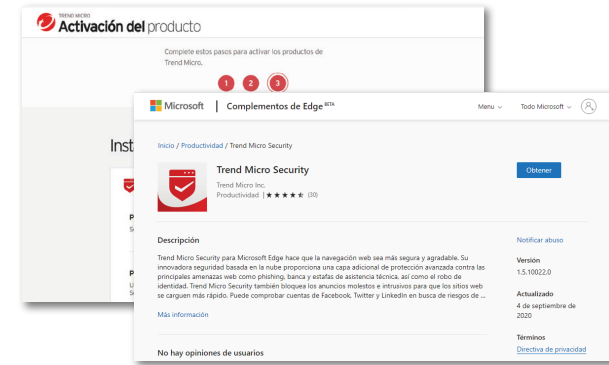 TREND MICRO
Activación del producto
Complete estos pasos para activar los productos de
Trend Micro.
1 2 3
Inst
Microsoft | Complementos de Edge BETA
Menu
Todo Microsoft
Inicio / Productividad / Trend Micro Security
Trend Micro Security
Trend Micro Inc.
Productividad | ★★★★⯨ (30)
Obtener
Descripción
Trend Micro Security para Microsoft Edge hace que la navegación web sea más segura y agradable. Su
innovadora seguridad basada en la nube proporciona una capa adicional de protección avanzada contra las
principales amenazas web como phishing, banca y estafas de asistencia técnica, así como el robo de
identidad. Trend Micro Security también bloquea los anuncios molestos e intrusivos para que los sitios web
se carguen más rápido. Puede comprobar cuentas de Facebook, Twitter y LinkedIn en busca de riesgos de ...
Más información
No hay opiniones de usuarios
Notificar abuso
Versión
1.5.10022.0
Actualizado
4 de septiembre de
2020
Términos
Directiva de privacidad